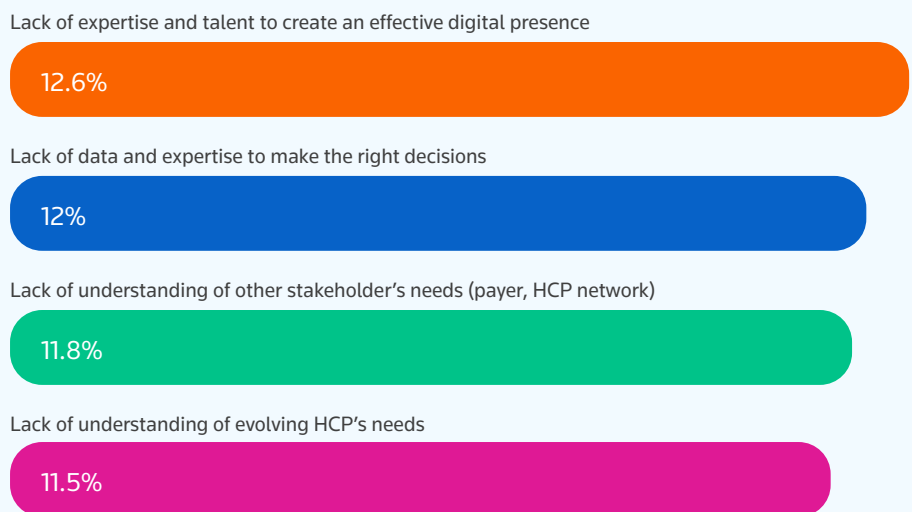 Lack of expertise and talent to create an effective digital presence
12.6%
Lack of data and expertise to make the right decisions
12%
Lack of understanding of other stakeholder’s needs (payer, HCP network)
11.8%
Lack of understanding of evolving HCP’s needs
11.5%